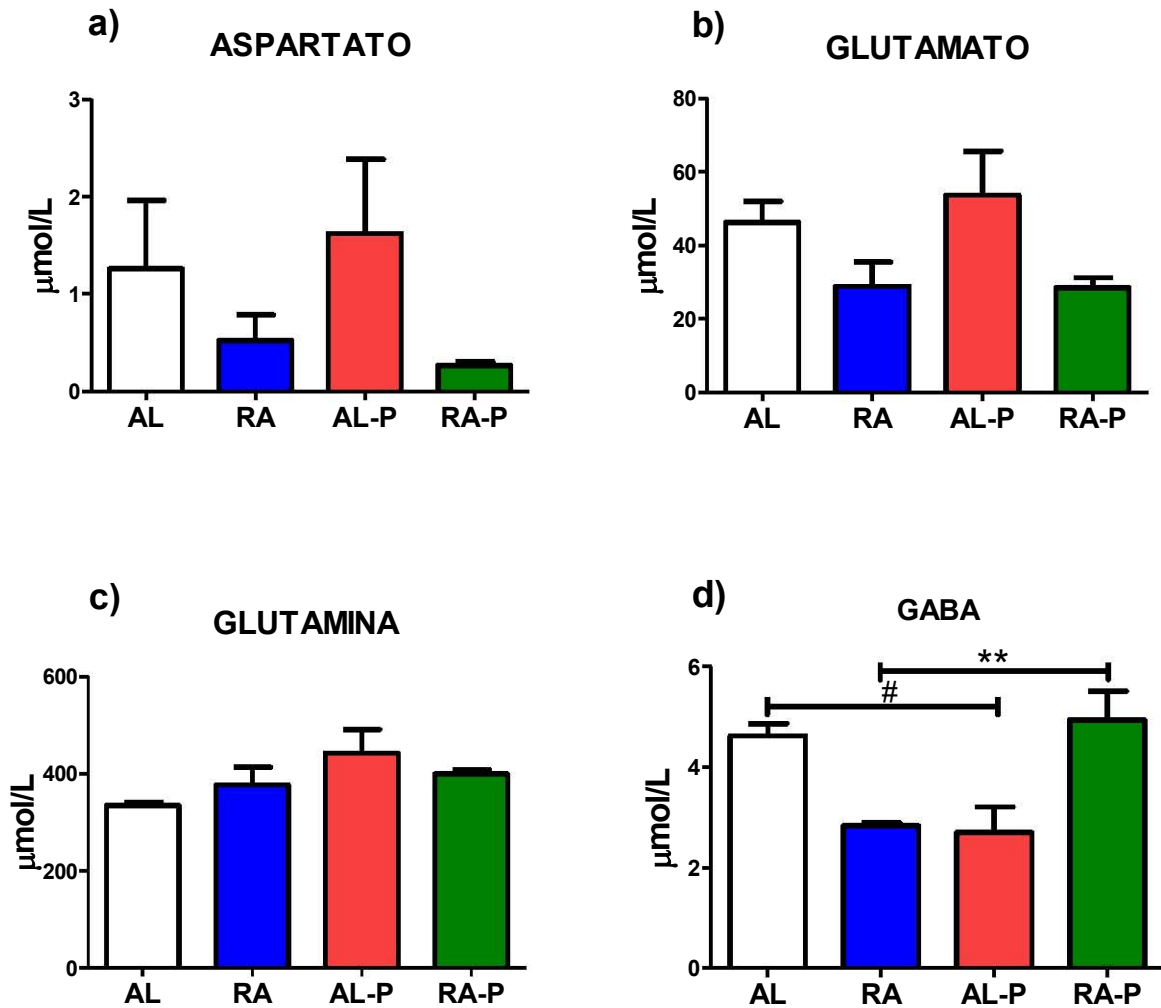 a)
ASPARTATO
3
2
1
0
μmol/L
AL RA AL-P RA-P
b)
GLUTAMATO
80
60
40
20
0
μmol/L
AL RA AL-P RA-P
c)
GLUTAMINA
600
400
200
0
μmol/L
AL RA AL-P RA-P
d)
GABA
6
4
2
0
μmol/L
**
#
AL RA AL-P RA-P